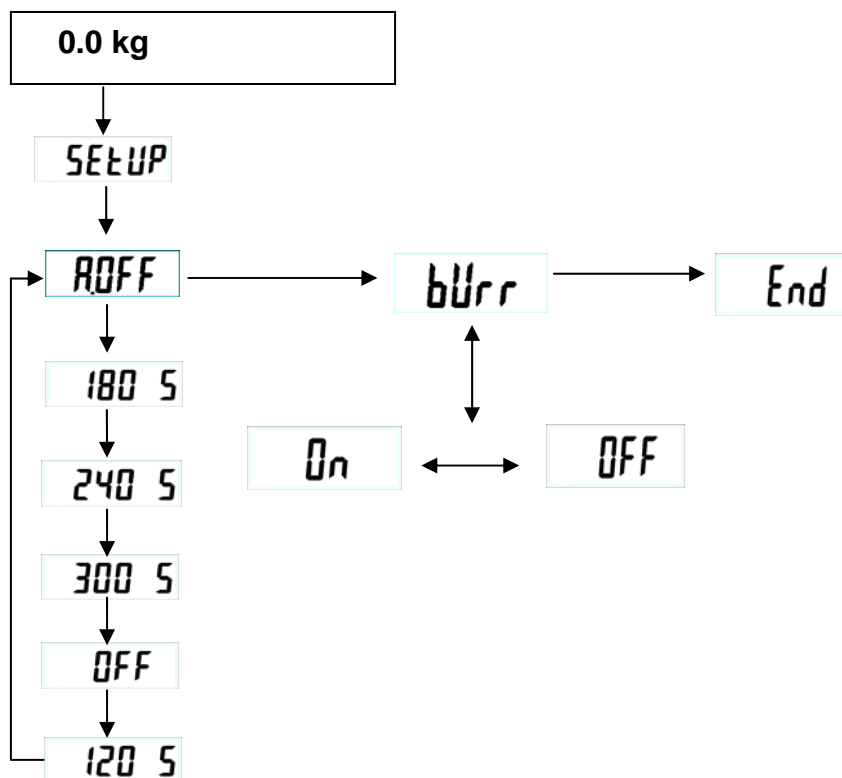 0.0 kg
SEtUP
A.OFF
bUrr
End
180 S
On
OFF
240 S
300 S
OFF
120 S